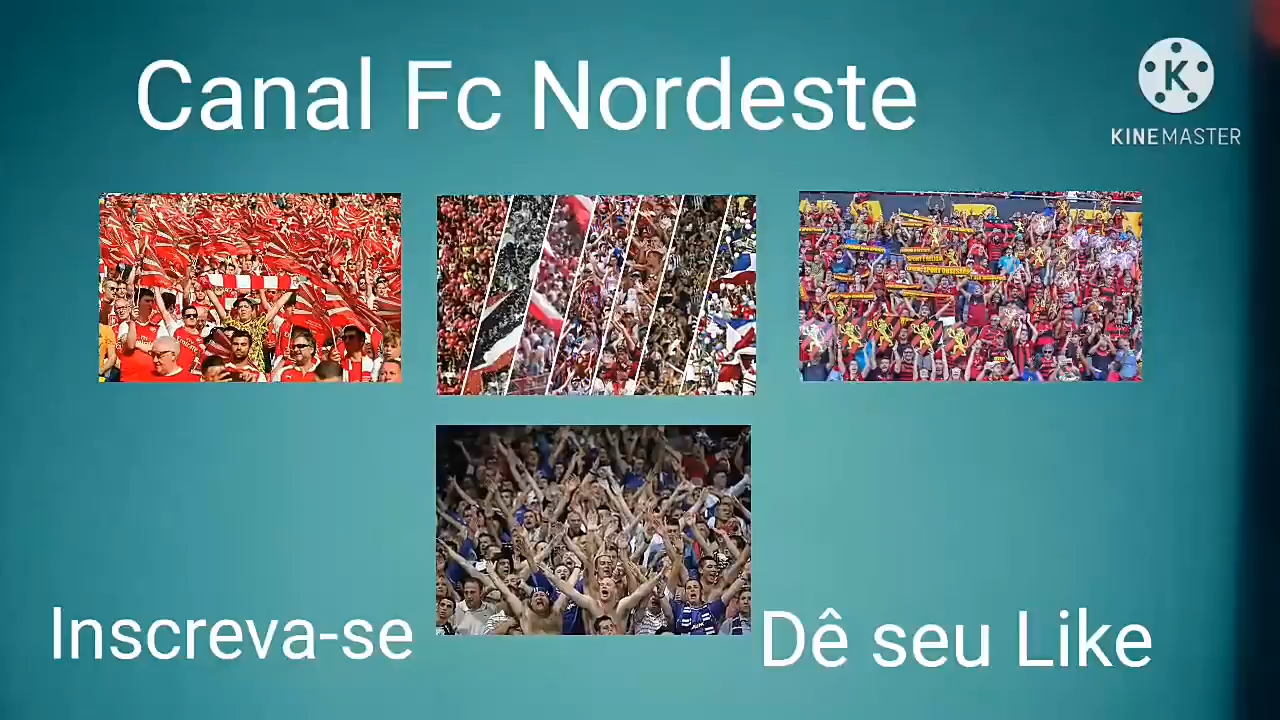 Canal Fc Nordeste
K
KINEMASTER
Inscreva-se
Dê seu Like